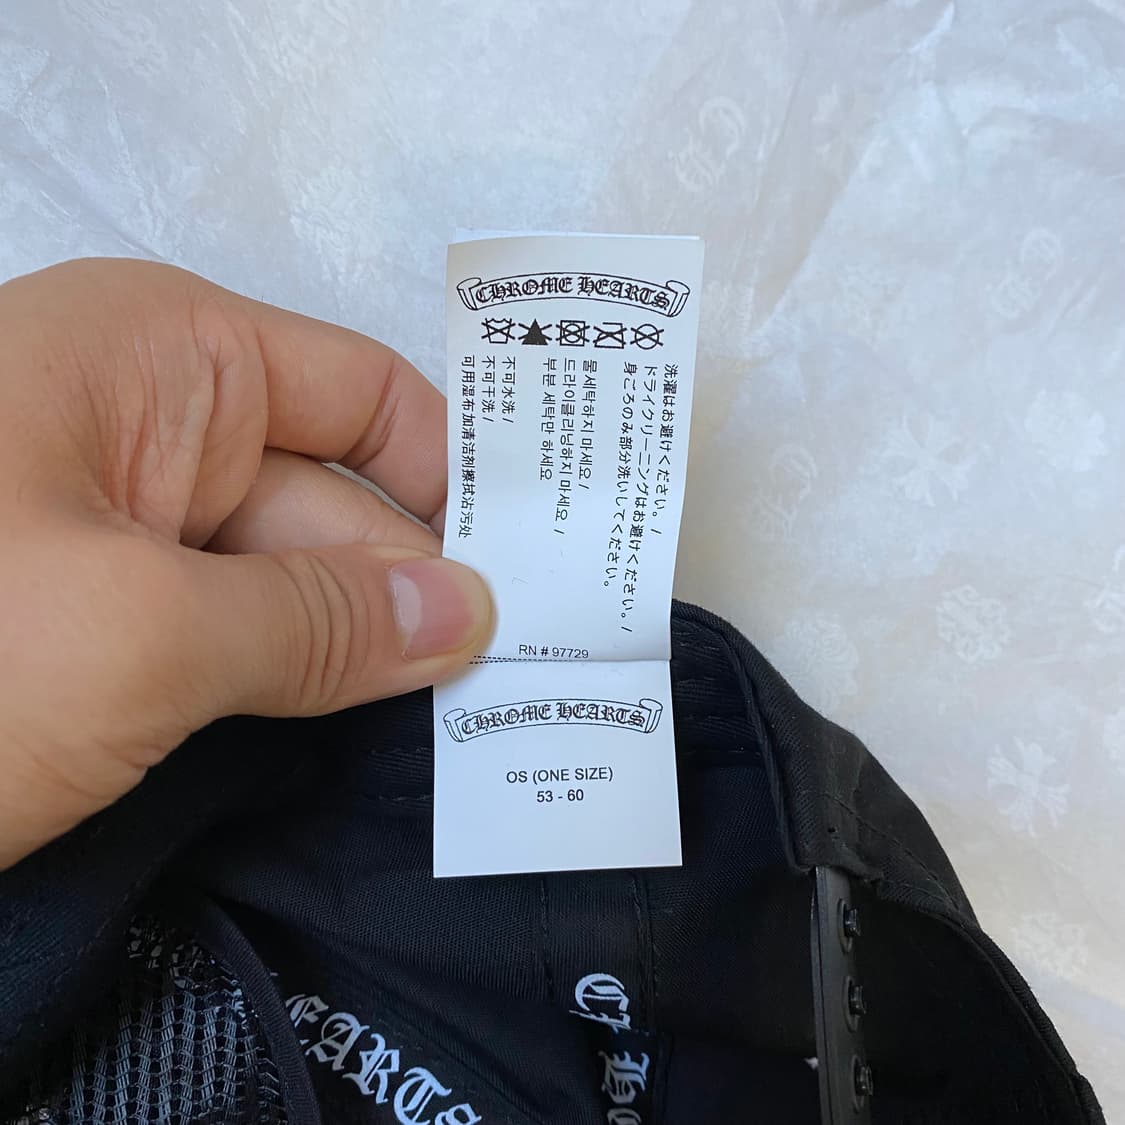 CHROME HEARTS
洗濯はお避けください。/
ドライクリーニングはお避けください。/
身ごろのみ部分洗いしてください。
물세탁하지 마세요/
드라이클리닝하지 마세요 /
부분 세탁만 하세요
不可水洗/
不可干洗/
可用湿布加清洁剂擦拭沾污处
RN # 97729
CHROME HEARTS
OS (ONE SIZE)
53 - 60
EARTS